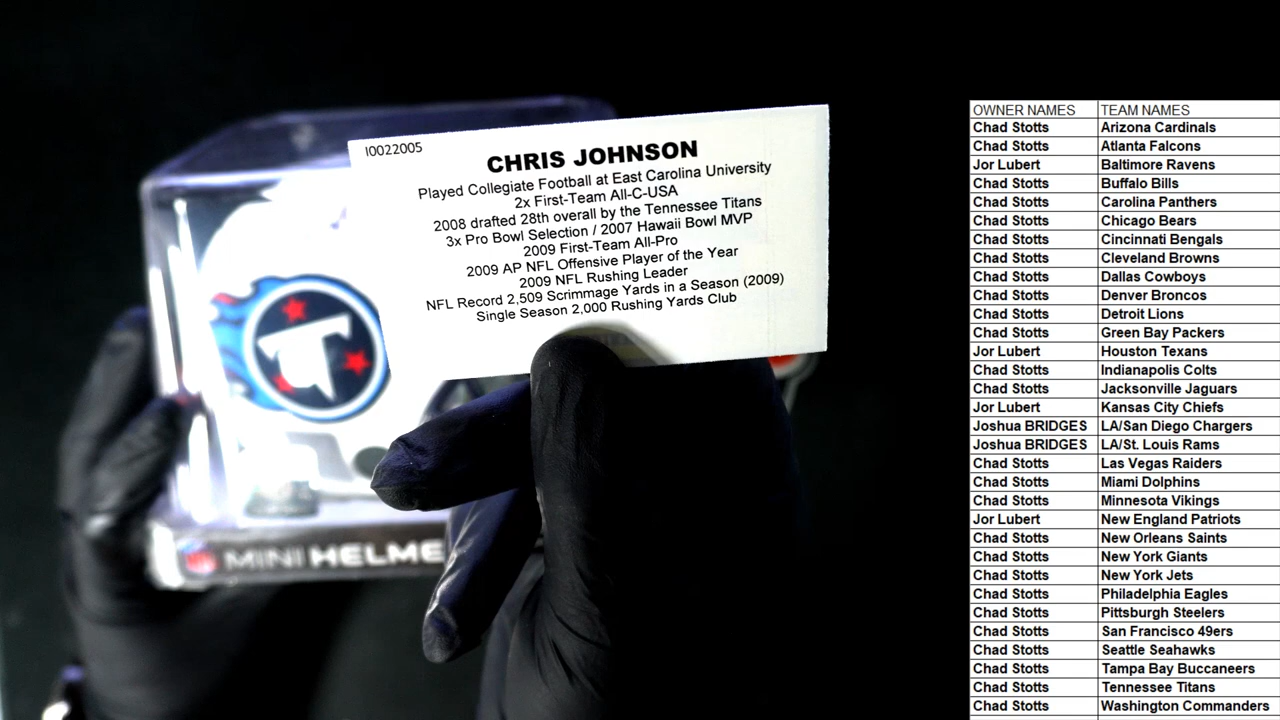 I0022005
CHRIS JOHNSON
Played Collegiate Football at East Carolina University
2x First-Team All-C-USA
2008 drafted 28th overall by the Tennessee Titans
3x Pro Bowl Selection / 2007 Hawaii Bowl MVP
2009 First-Team All-Pro
2009 AP NFL Offensive Player of the Year
2009 NFL Rushing Leader
NFL Record 2,509 Scrimmage Yards in a Season (2009)
Single Season 2,000 Rushing Yards Club
T
NFL MINI HELME
OWNER NAMES TEAM NAMES
Chad Stotts Arizona Cardinals
Chad Stotts Atlanta Falcons
Jor Lubert Baltimore Ravens
Chad Stotts Buffalo Bills
Chad Stotts Carolina Panthers
Chad Stotts Chicago Bears
Chad Stotts Cincinnati Bengals
Chad Stotts Cleveland Browns
Chad Stotts Dallas Cowboys
Chad Stotts Denver Broncos
Chad Stotts Detroit Lions
Chad Stotts Green Bay Packers
Jor Lubert Houston Texans
Chad Stotts Indianapolis Colts
Chad Stotts Jacksonville Jaguars
Jor Lubert Kansas City Chiefs
Joshua BRIDGES LA/San Diego Chargers
Joshua BRIDGES LA/St. Louis Rams
Chad Stotts Las Vegas Raiders
Chad Stotts Miami Dolphins
Chad Stotts Minnesota Vikings
Jor Lubert New England Patriots
Chad Stotts New Orleans Saints
Chad Stotts New York Giants
Chad Stotts New York Jets
Chad Stotts Philadelphia Eagles
Chad Stotts Pittsburgh Steelers
Chad Stotts San Francisco 49ers
Chad Stotts Seattle Seahawks
Chad Stotts Tampa Bay Buccaneers
Chad Stotts Tennessee Titans
Chad Stotts Washington Commanders